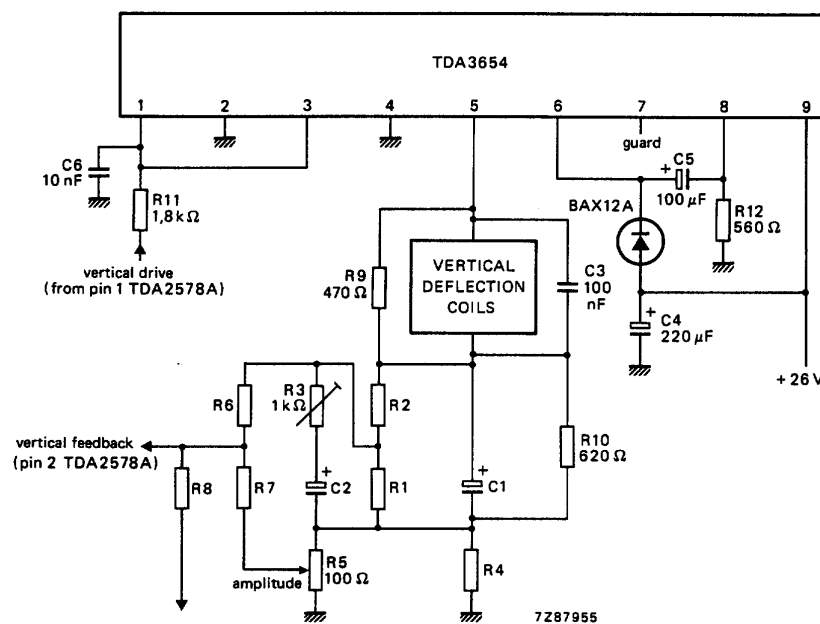 TDA3654
1 2 3 4 5 6 7 8 9
guard
C6
10 nF
R11
1,8 kΩ
vertical drive
(from pin 1 TDA2578A)
R9
470 Ω
VERTICAL
DEFLECTION
COILS
C3
100
nF
+ C5
100 µF
BAX12A
R12
560 Ω
+
C4
220 µF
+ 26 V
R6
R3
1 kΩ
R2
R10
620 Ω
vertical feedback
(pin 2 TDA2578A)
R8
R7
+
C2
R1
+
C1
amplitude
R5
100 Ω
R4
7Z87955